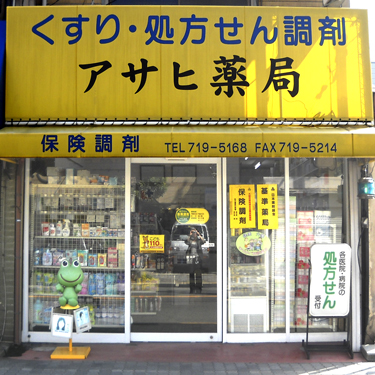 くすり・処方せん調剤
アサヒ薬局
保険調剤 TEL 719-5168 FAX 719-5214
保険調剤
基準薬局
各医院・病院の
処方せん
受付